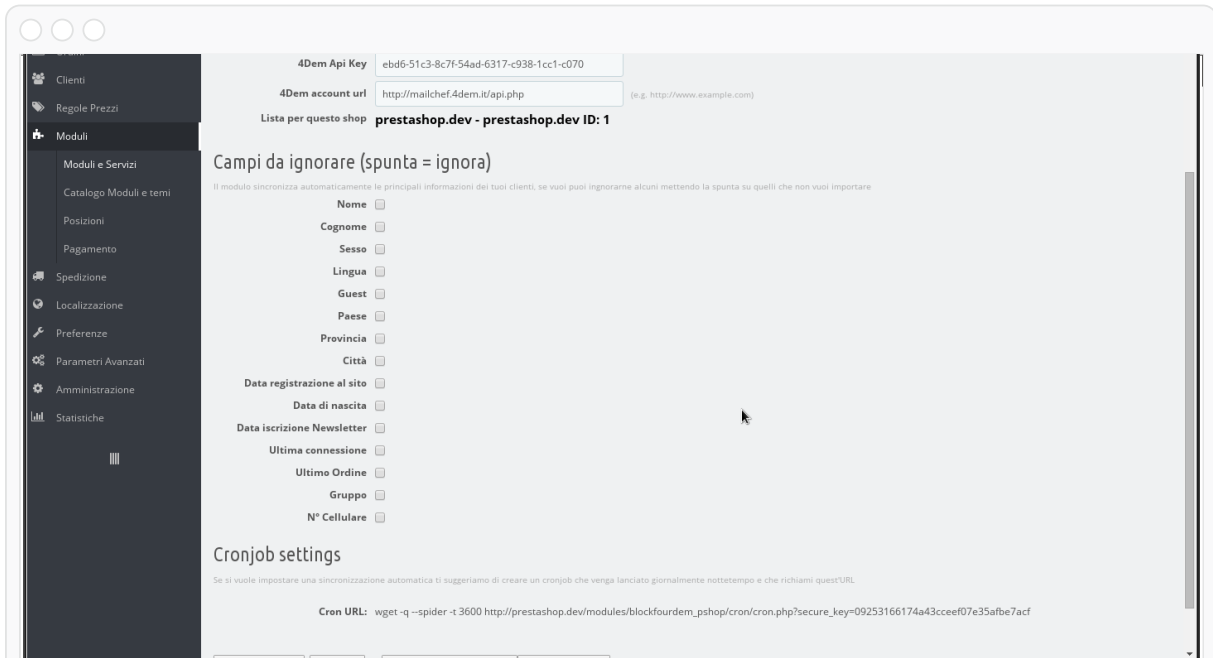 4Dem Api Key ebd6-51c3-8c7f-54ad-6317-c938-1cc1-c070
Clienti
4Dem account url http://mailchef.4dem.it/api.php (e.g. http://www.example.com)
Regole Prezzi
Lista per questo shop prestashop.dev - prestashop.dev ID: 1
Moduli
Moduli e Servizi
Catalogo Moduli e temi
Posizioni
Pagamento
Spedizione
Localizzazione
Preferenze
Parametri Avanzati
Amministrazione
Statistiche
Campi da ignorare (spunta = ignora)
Il modulo sincronizza automaticamente le principali informazioni dei tuoi clienti, se vuoi puoi ingnorarne alcuni mettendo la spunta su quelli che non vuoi importare
Nome
Cognome
Sesso
Lingua
Guest
Paese
Provincia
Città
Data registrazione al sito
Data di nascita
Data iscrizione Newsletter
Ultima connessione
Ultimo Ordine
Gruppo
N° Cellulare
Cronjob settings
Se si vuole impostare una sincronizzazione automatica ti suggeriamo di creare un cronjob che venga lanciato giornalmente nottetempo e che richiami quest'URL
Cron URL: wget -q --spider -t 3600 http://prestashop.dev/modules/blockfourdem_pshop/cron/cron.php?secure_key=09253166174a43cceef07e35afbe7acf